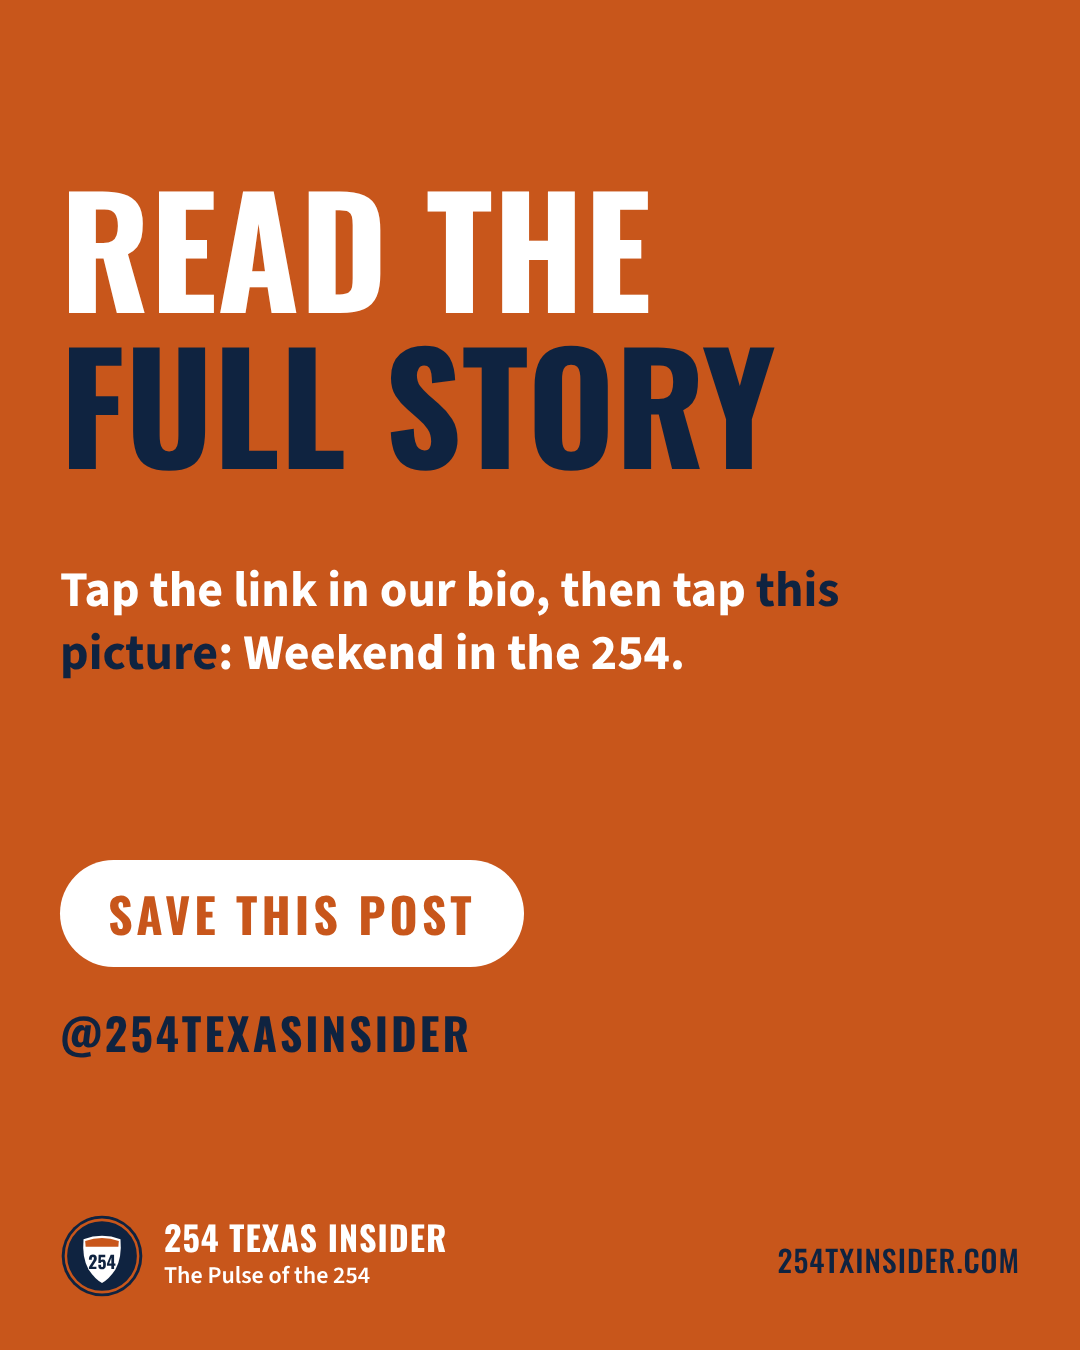 READ THE
FULL STORY
Tap the link in our bio, then tap this
picture: Weekend in the 254.
SAVE THIS POST
@254TEXASINSIDER
254
254 TEXAS INSIDER
The Pulse of the 254
254TXINSIDER.COM